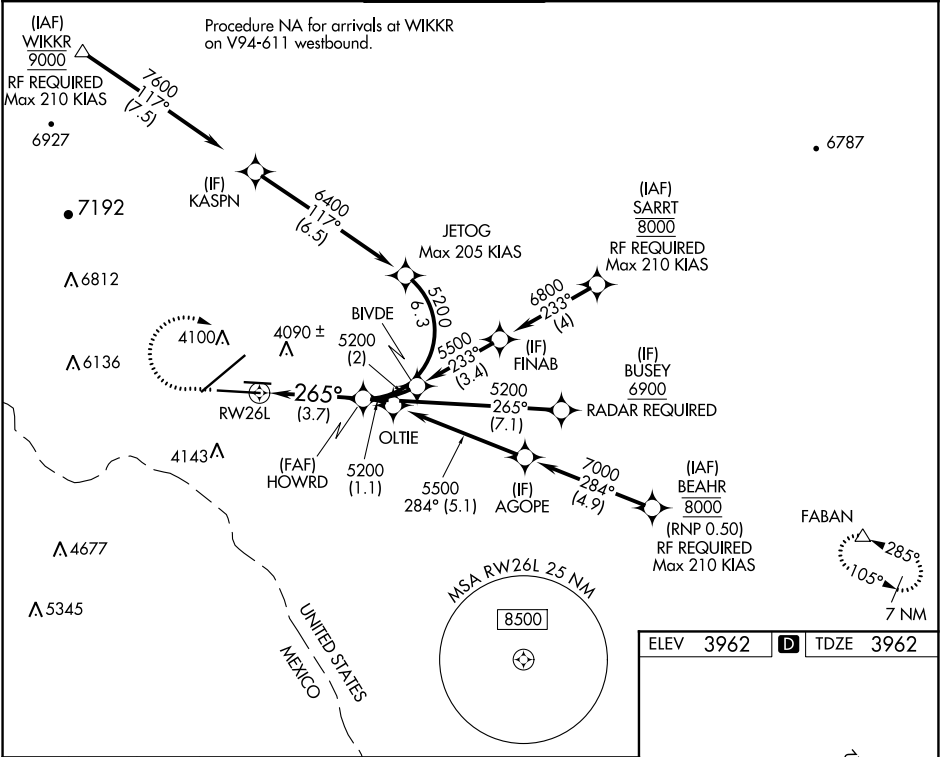 (IAF)
WIKKR
9000
RF REQUIRED
Max 210 KIAS
Procedure NA for arrivals at WIKKR
on V94-611 westbound.
7600
117°
(7.5)
6927
6787
(IF)
KASPN
7192
6400
117°
(6.5)
JETOG
Max 205 KIAS
(IAF)
SARRT
8000
RF REQUIRED
Max 210 KIAS
6812
5200
6.3
6800
233°
(4)
BIVDE
4100
4090 ±
5200
(2)
5500
233°
(3.4)
(IF)
FINAB
6136
(IF)
BUSEY
6900
RADAR REQUIRED
RW26L
265°
(3.7)
5200
265°
(7.1)
OLTIE
4143
(FAF)
HOWRD
5200
(1.1)
5500
284° (5.1)
(IF)
AGOPE
7000
284°
(4.9)
(IAF)
BEAHR
8000
(RNP 0.50)
RF REQUIRED
Max 210 KIAS
FABAN
285°
105°
7 NM
4677
5345
UNITED STATES
MEXICO
MSA RW26L 25 NM
8500
ELEV 3962 D TDZE 3962